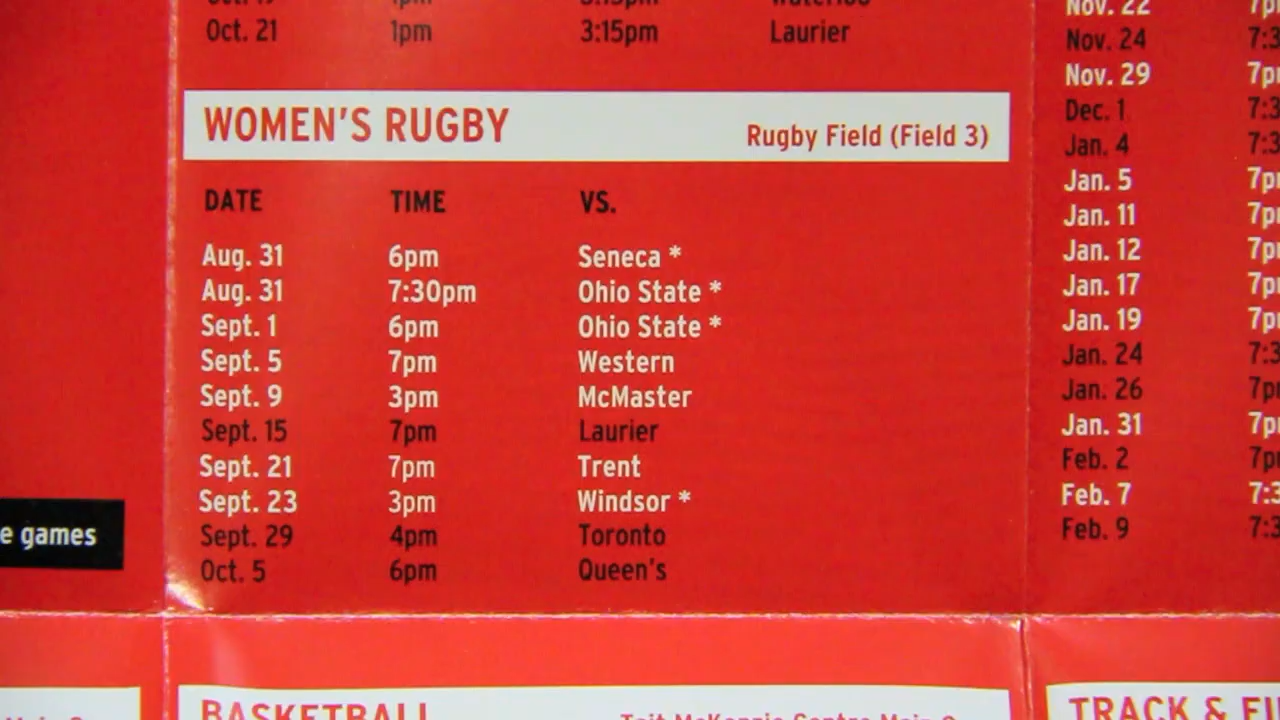 Oct. 21 1pm 3:15pm Laurier
WOMEN'S RUGBY Rugby Field (Field 3)
DATE TIME VS.
Aug. 31 6pm Seneca *
Aug. 31 7:30pm Ohio State *
Sept. 1 6pm Ohio State *
Sept. 5 7pm Western
Sept. 9 3pm McMaster
Sept. 15 7pm Laurier
Sept. 21 7pm Trent
Sept. 23 3pm Windsor *
Sept. 29 4pm Toronto
Oct. 5 6pm Queen's
e games
BASKETBALL
Nov. 22
Nov. 24
Nov. 29
Dec. 1
Jan. 4
Jan. 5
Jan. 11
Jan. 12
Jan. 17
Jan. 19
Jan. 24
Jan. 26
Jan. 31
Feb. 2
Feb. 7
Feb. 9
TRACK &